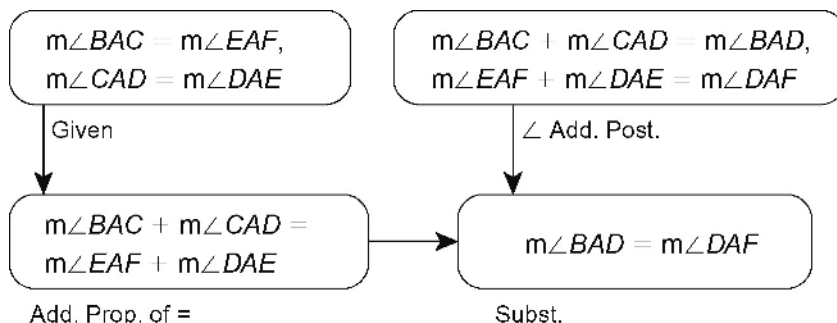 m∠BAC = m∠EAF,
m∠CAD = m∠DAE
Given
m∠BAC + m∠CAD = m∠BAD,
m∠EAF + m∠DAE = m∠DAF
∠ Add. Post.
m∠BAC + m∠CAD =
m∠EAF + m∠DAE
Add. Prop. of =
m∠BAD = m∠DAF
Subst.